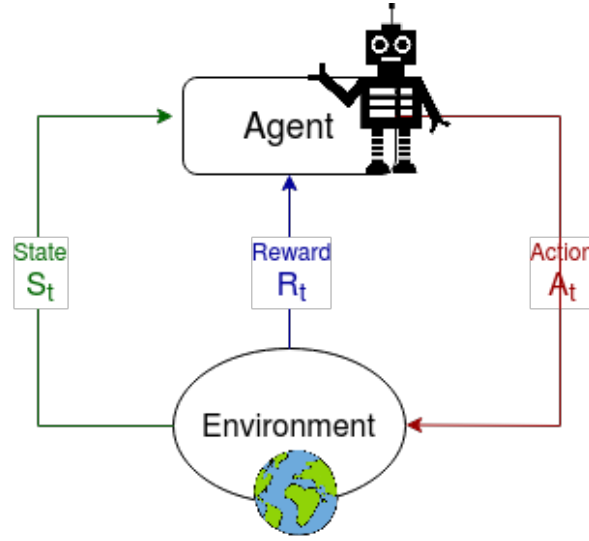 Agent
State
Sₜ
Reward
Rₜ
Action
Aₜ
Environment